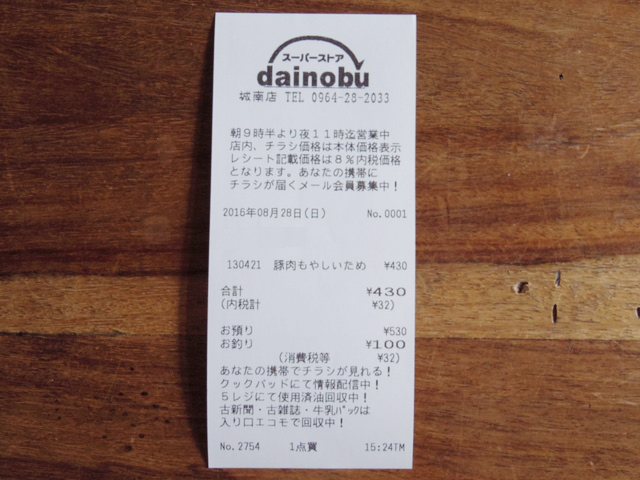 スーパーストア
dainobu
城南店 TEL 0964-28-2033
朝9時半より夜11時迄営業中
店内、チラシ価格は本体価格表示
レシート記載価格は8%内税価格
となります。あなたの携帯に
チラシが届くメール会員募集中!
2016年08月28日(日) No.0001
130421 豚肉もやしいため ¥430
合計 ¥430
(内税計 ¥32)
お預り ¥530
お釣り ¥100
(消費税等 ¥32)
あなたの携帯でチラシが見れる!
クックパッドにて情報配信中!
5レジにて使用済油回収中!
古新聞・古雑誌・牛乳パックは
入り口エコモで回収中!
No.2754 1点買 15:24TM